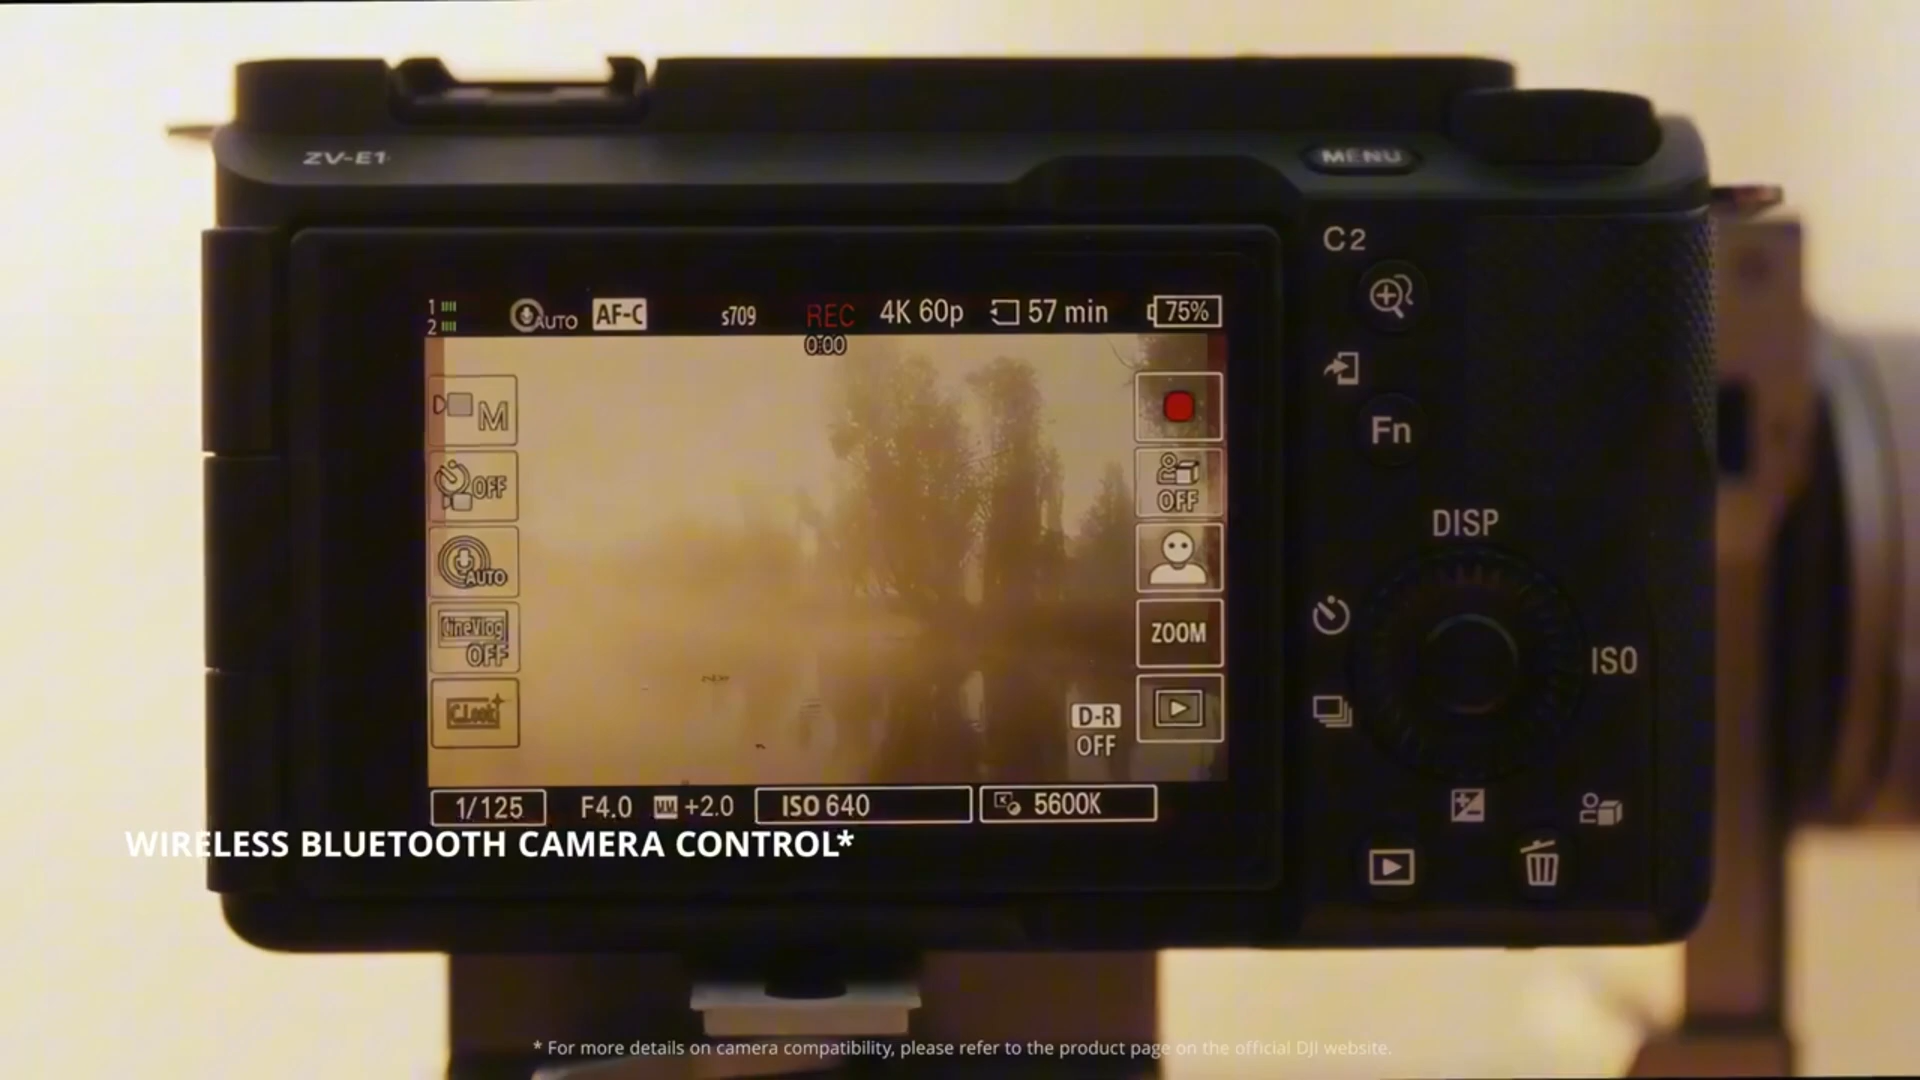 ZV-E1
MENU
C2
1
2
AUTO
AF-C
s709
REC
4K 60p
57 min
75%
0:00
M
OFF
OFF
Fn
AUTO
DISP
CineVlog
OFF
ZOOM
ISO
C.Look
D-R
OFF
1/125
F4.0
+2.0
ISO 640
5600K
WIRELESS BLUETOOTH CAMERA CONTROL*
* For more details on camera compatibility, please refer to the product page on the official DJI website.